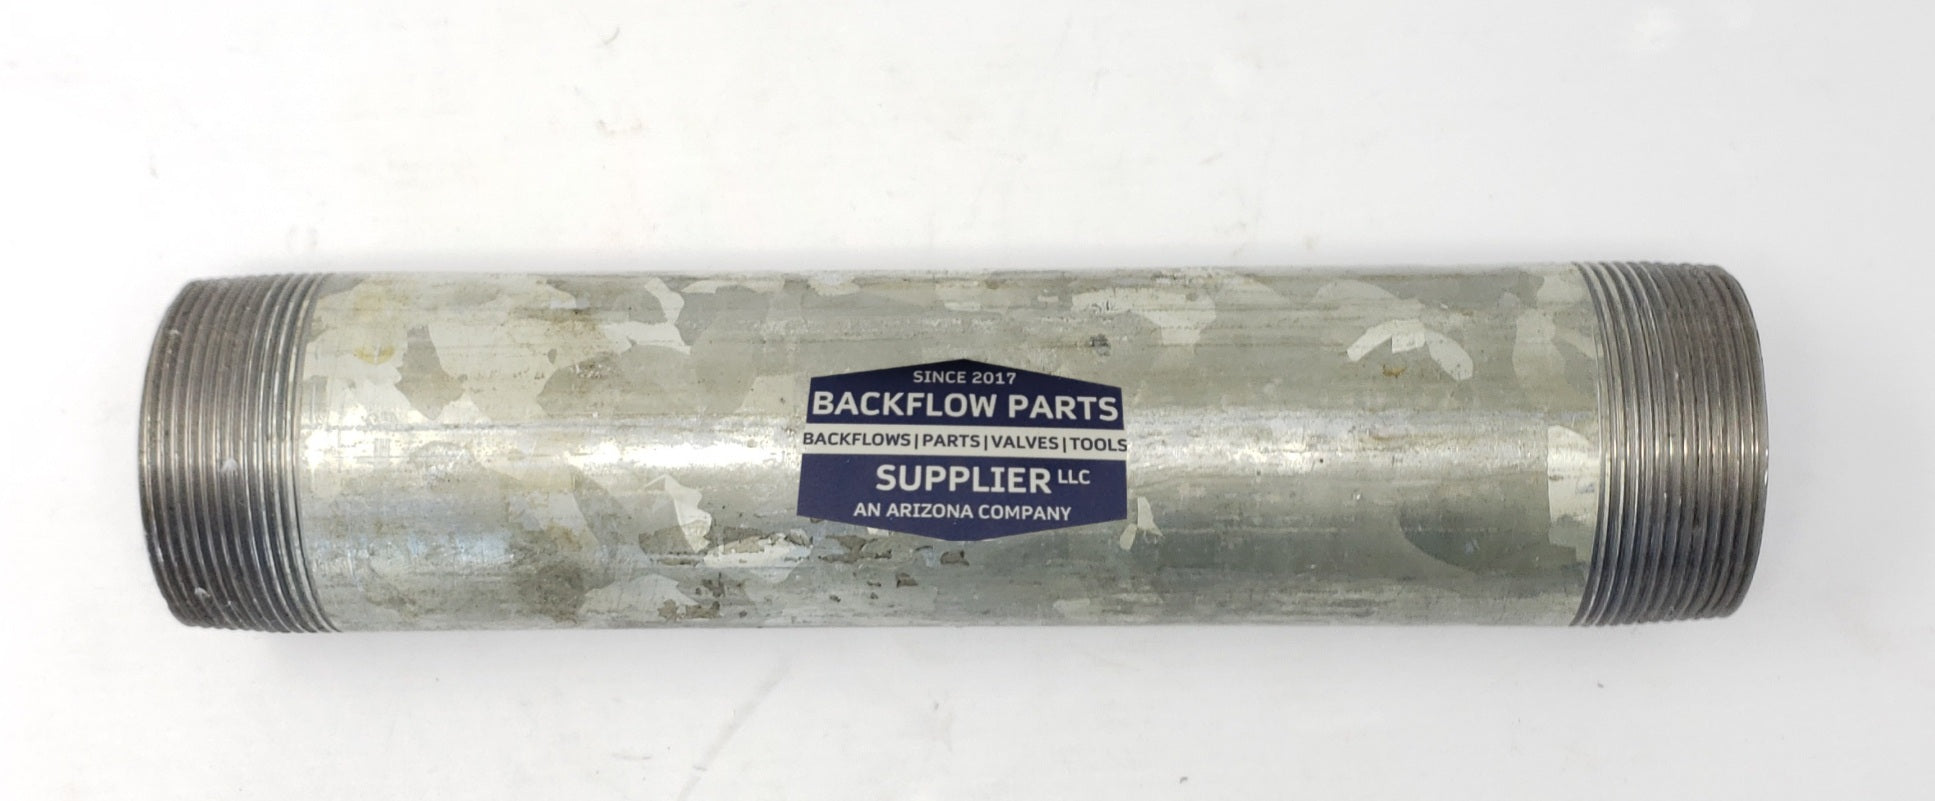 SINCE 2017
BACKFLOW PARTS
BACKFLOWS|PARTS|VALVES|TOOLS
SUPPLIER LLC
AN ARIZONA COMPANY